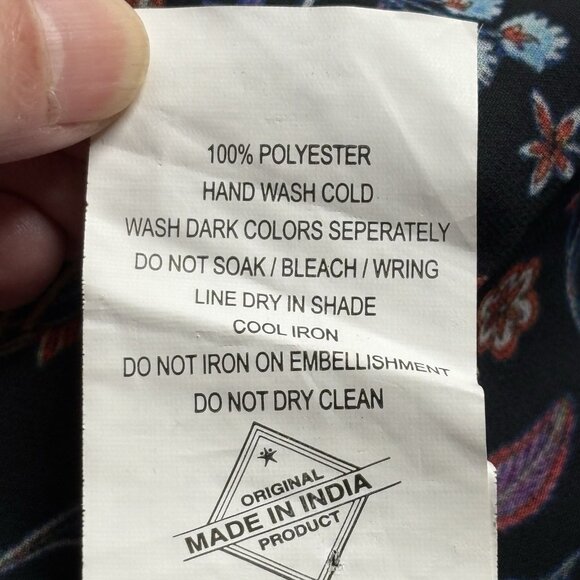 100% POLYESTER
HAND WASH COLD
WASH DARK COLORS SEPERATELY
DO NOT SOAK / BLEACH / WRING
LINE DRY IN SHADE
COOL IRON
DO NOT IRON ON EMBELLISHMENT
DO NOT DRY CLEAN
ORIGINAL
MADE IN INDIA
PRODUCT